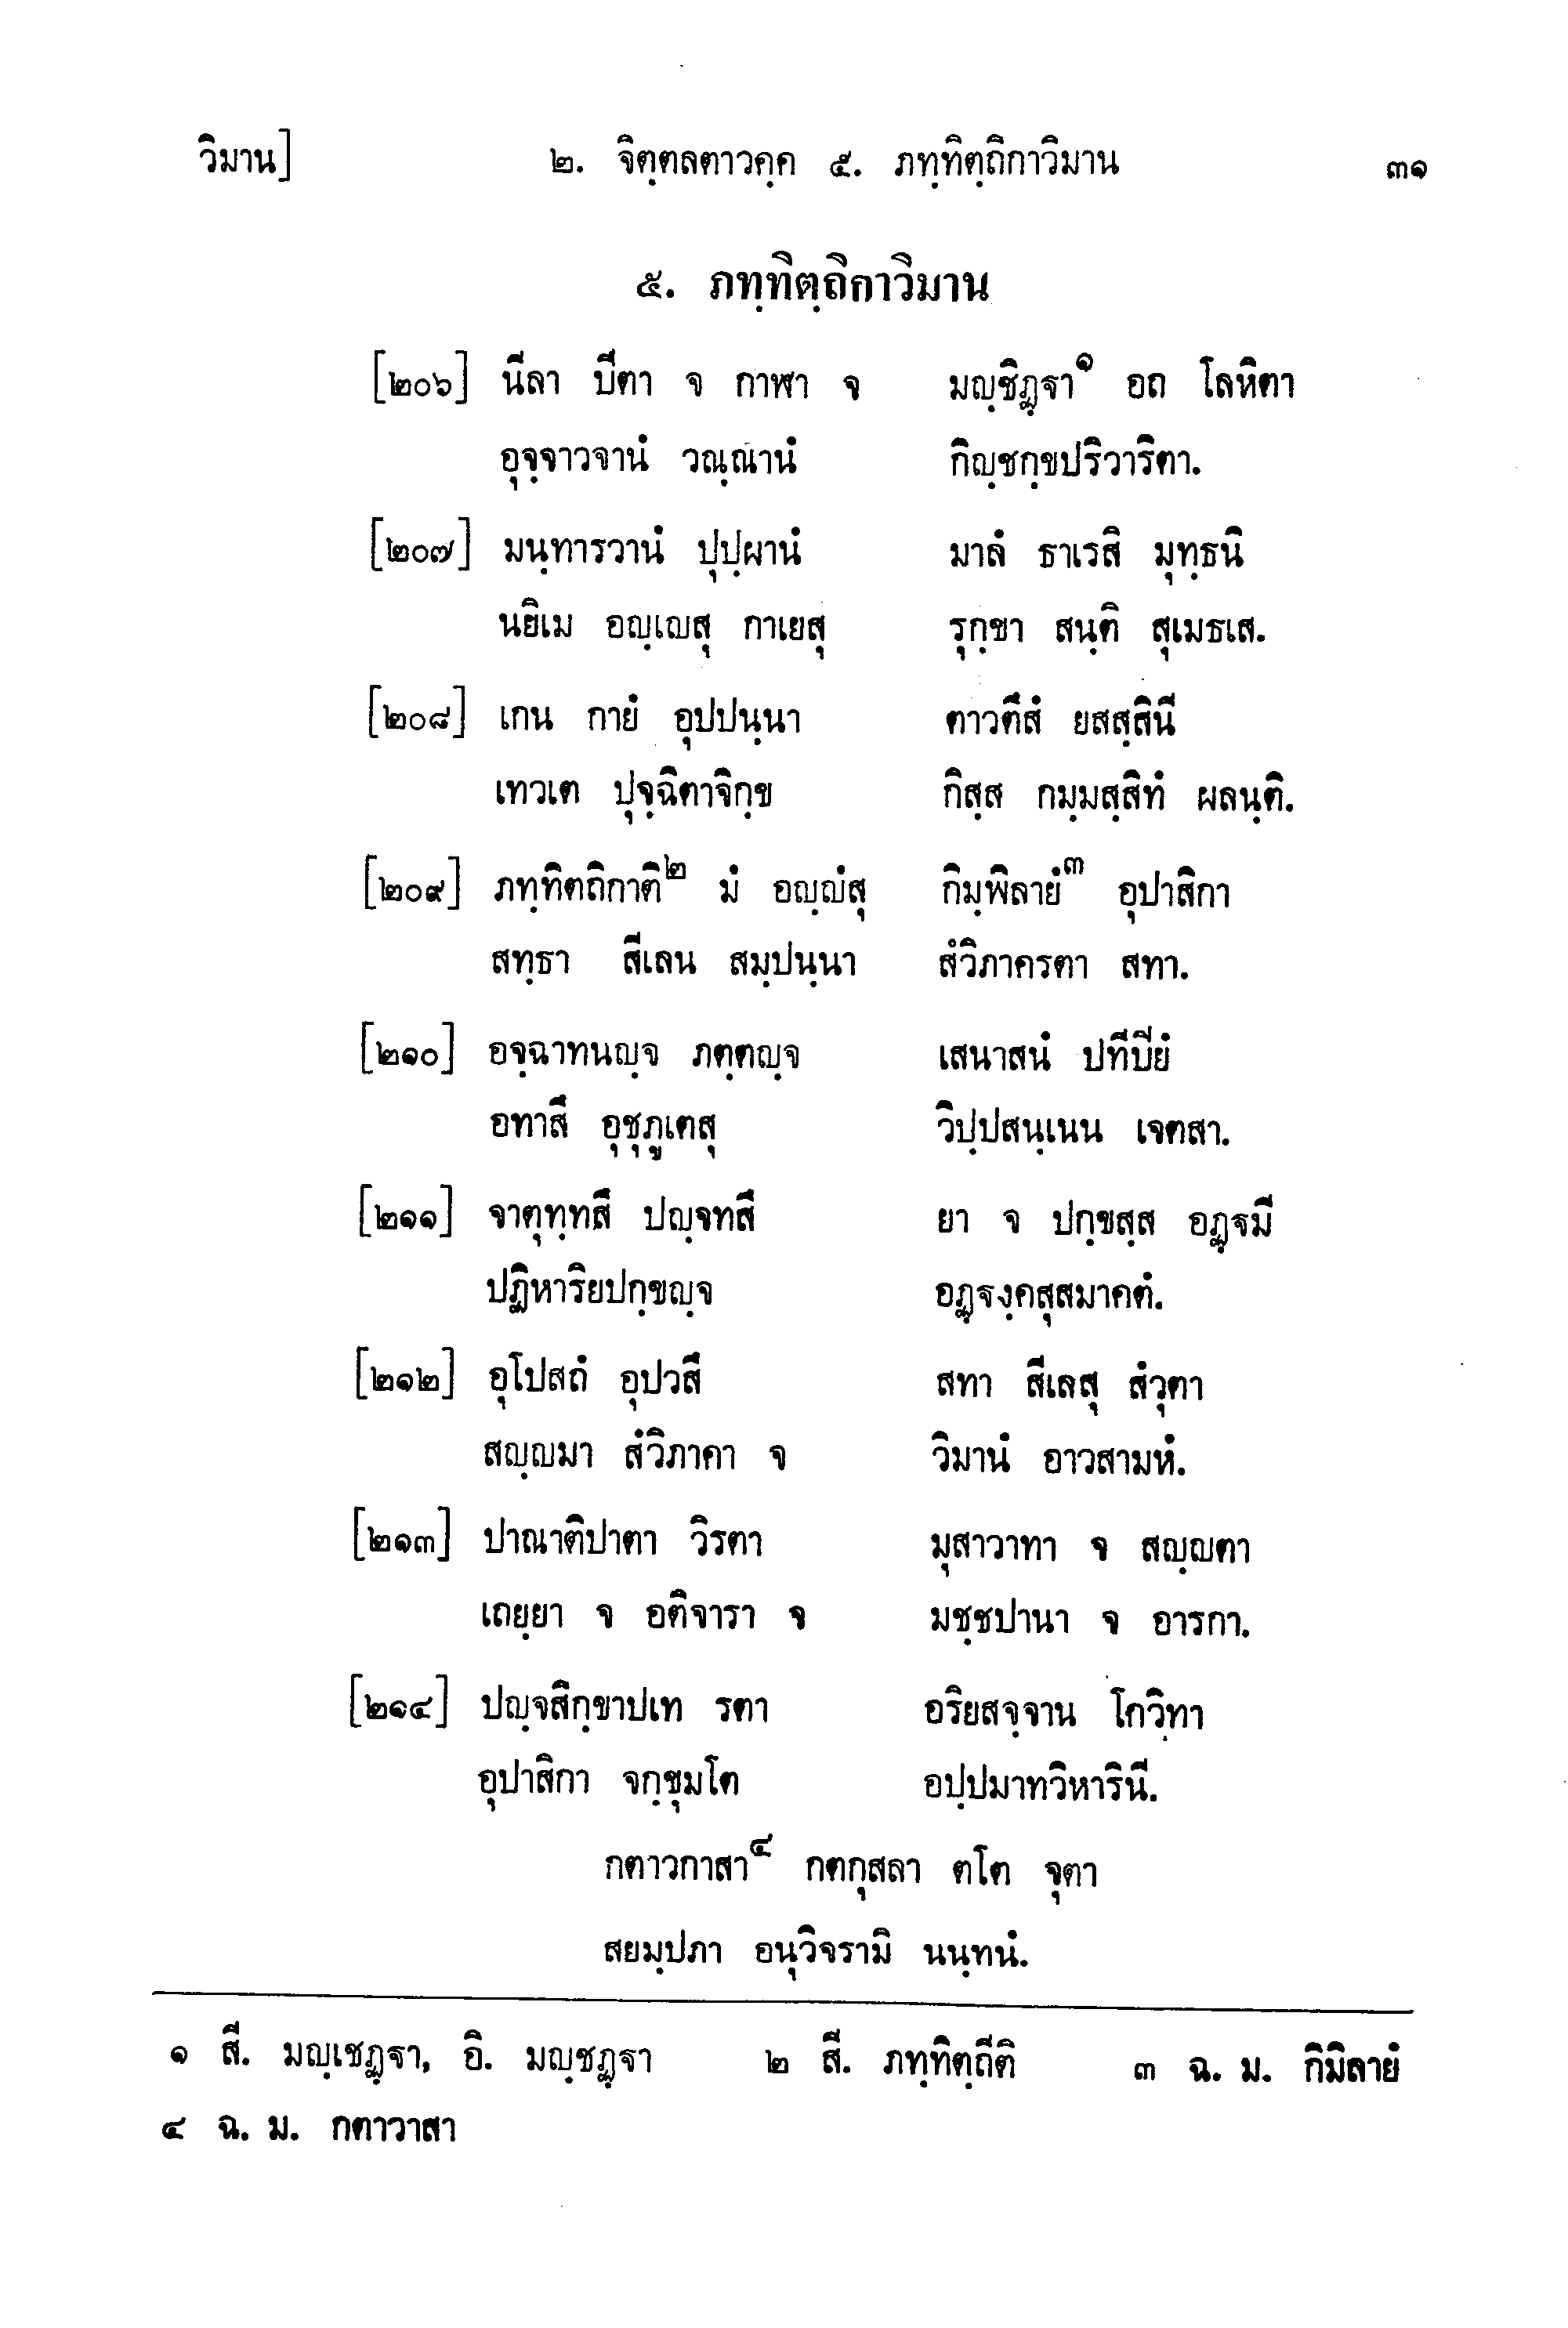 วิมาน] ๒. จิตฺตลตาวคฺค ๕. ภทฺทิตฺถิกาวิมาน ๓๑
๕. ภทฺทิตฺถิกาวิมาน
[๒๐๖] นีลา ปีตา จ กาฬา จ มญฺชิฏฺฐา๑ อถ โลหิตา
อุจฺจาวจานํ วณฺณานํ กิญฺชกฺขปริวาริตา.
[๒๐๗] มนฺทารวานํ ปุปฺผานํ มาลํ ธาเรสิ มุทฺธนิ
นยิเม อญฺเญสุ กาเยสุ รุกฺขา สนฺติ สุเมธเส.
[๒๐๘] เกน กายํ อุปปนฺนา ตาวตึสํ ยสสฺสินี
เทวเต ปุจฺฉิตาจิกฺข กิสฺส กมฺมสฺสิทํ ผลนฺติ.
[๒๐๙] ภทฺทิตถิกาติ๒ มํ อญฺญํสุ กิมฺพิลายํ๓ อุปาสิกา
สทฺธา สีเลน สมฺปนฺนา สํวิภาครตา สทา.
[๒๑๐] อจฺฉาทนญฺจ ภตฺตญฺจ เสนาสนํ ปทีปียํ
อทาสึ อุชุภูเตสุ วิปฺปสนฺเนน เจตสา.
[๒๑๑] จาตุทฺทสึ ปญฺจทสึ ยา จ ปกฺขสฺส อฏฺฐมี
ปฏิหาริยปกฺขญฺจ อฏฺฐงฺคสุสมาคตํ.
[๒๑๒] อุโปสถํ อุปวสึ สทา สีเลสุ สํวุตา
สญฺญมา สํวิภาคา จ วิมานํ อาวสามหํ.
[๒๑๓] ปาณาติปาตา วิรตา มุสาวาทา จ สญฺญตา
เถยฺยา จ อติจารา จ มชฺชปานา จ อารกา.
[๒๑๔] ปญฺจสิกฺขาปเท รตา อริยสจฺจาน โกวิทา
อุปาสิกา จกฺขุมโต อปฺปมาทวิหารินี.
กตาวกาสา๔ กตกุสลา ตโต จุตา
สยมฺปภา อนุวิจรามิ นนฺทนํ.
๑ สี. มญฺเชฏฺฐา, อิ. มญฺชฏฺฐา ๒ สี. ภทฺทิตฺถีติ ๓ ฉ. ม. กิมิลายํ
๔ ฉ. ม. กตาวาสา